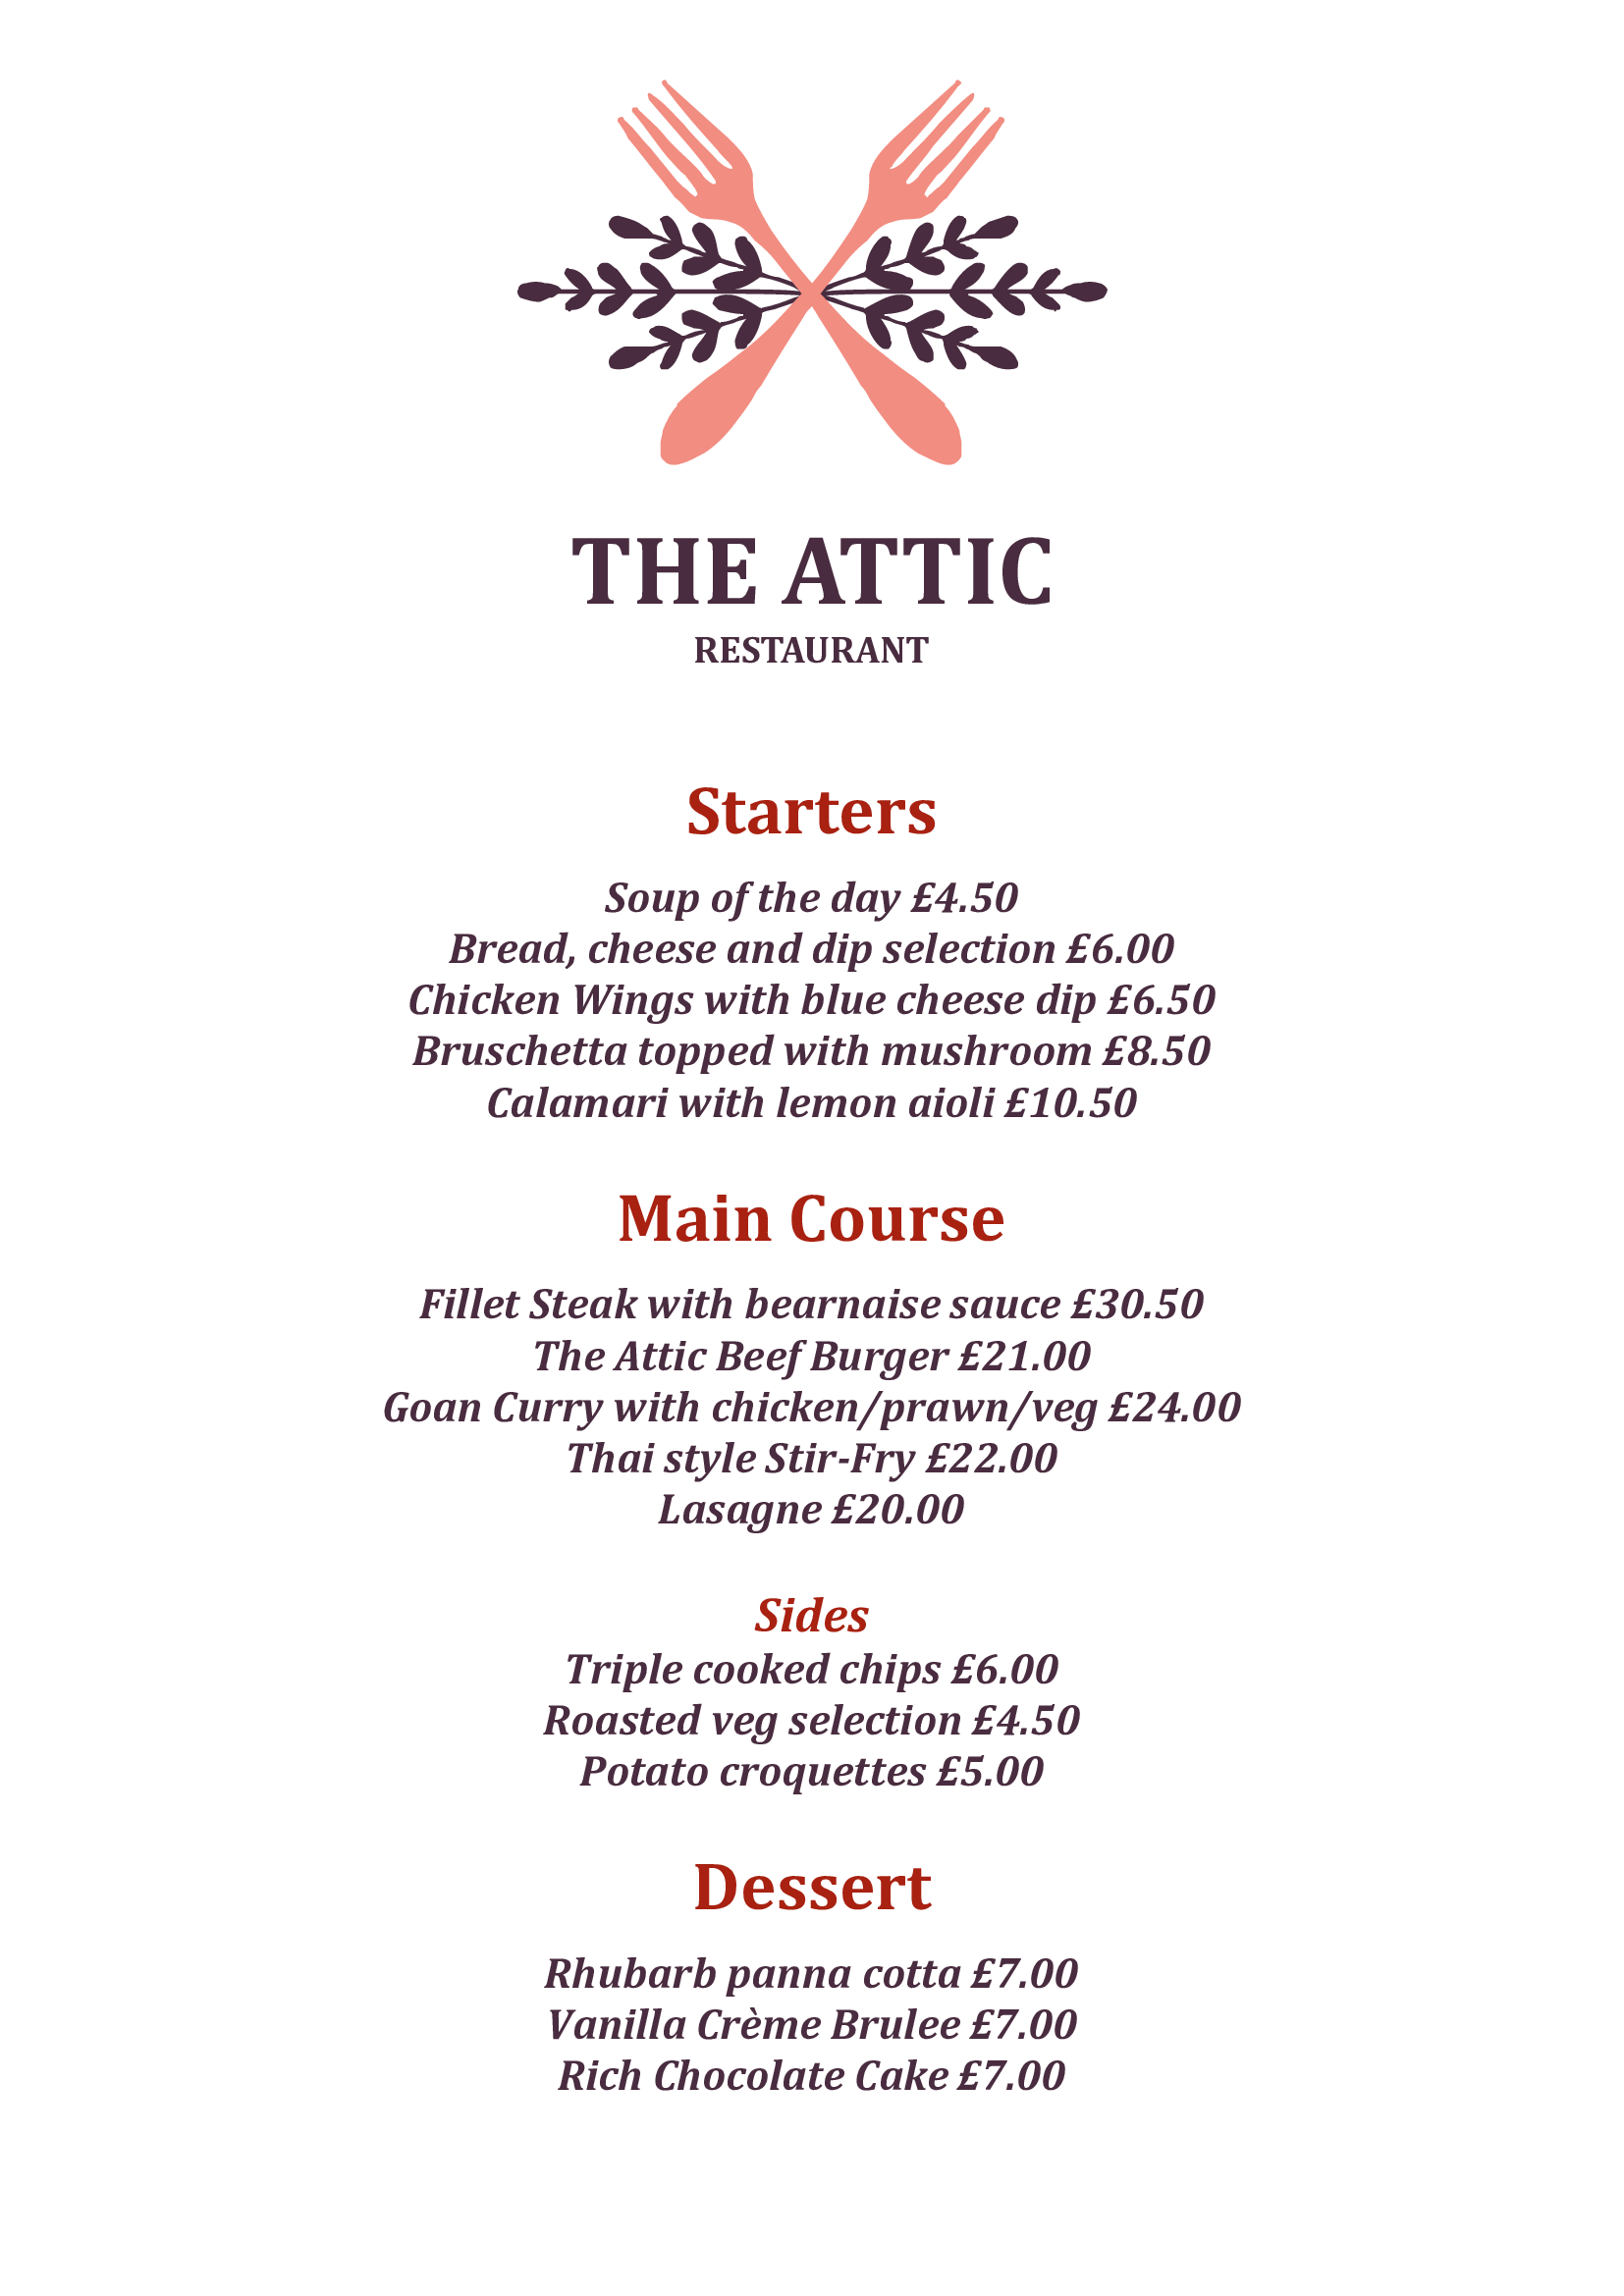 THE ATTIC
RESTAURANT
Starters
Soup of the day £4.50
Bread, cheese and dip selection £6.00
Chicken Wings with blue cheese dip £6.50
Bruschetta topped with mushroom £8.50
Calamari with lemon aioli £10.50
Main Course
Fillet Steak with bearnaise sauce £30.50
The Attic Beef Burger £21.00
Goan Curry with chicken/prawn/veg £24.00
Thai style Stir-Fry £22.00
Lasagne £20.00
Sides
Triple cooked chips £6.00
Roasted veg selection £4.50
Potato croquettes £5.00
Dessert
Rhubarb panna cotta £7.00
Vanilla Crème Brulee £7.00
Rich Chocolate Cake £7.00